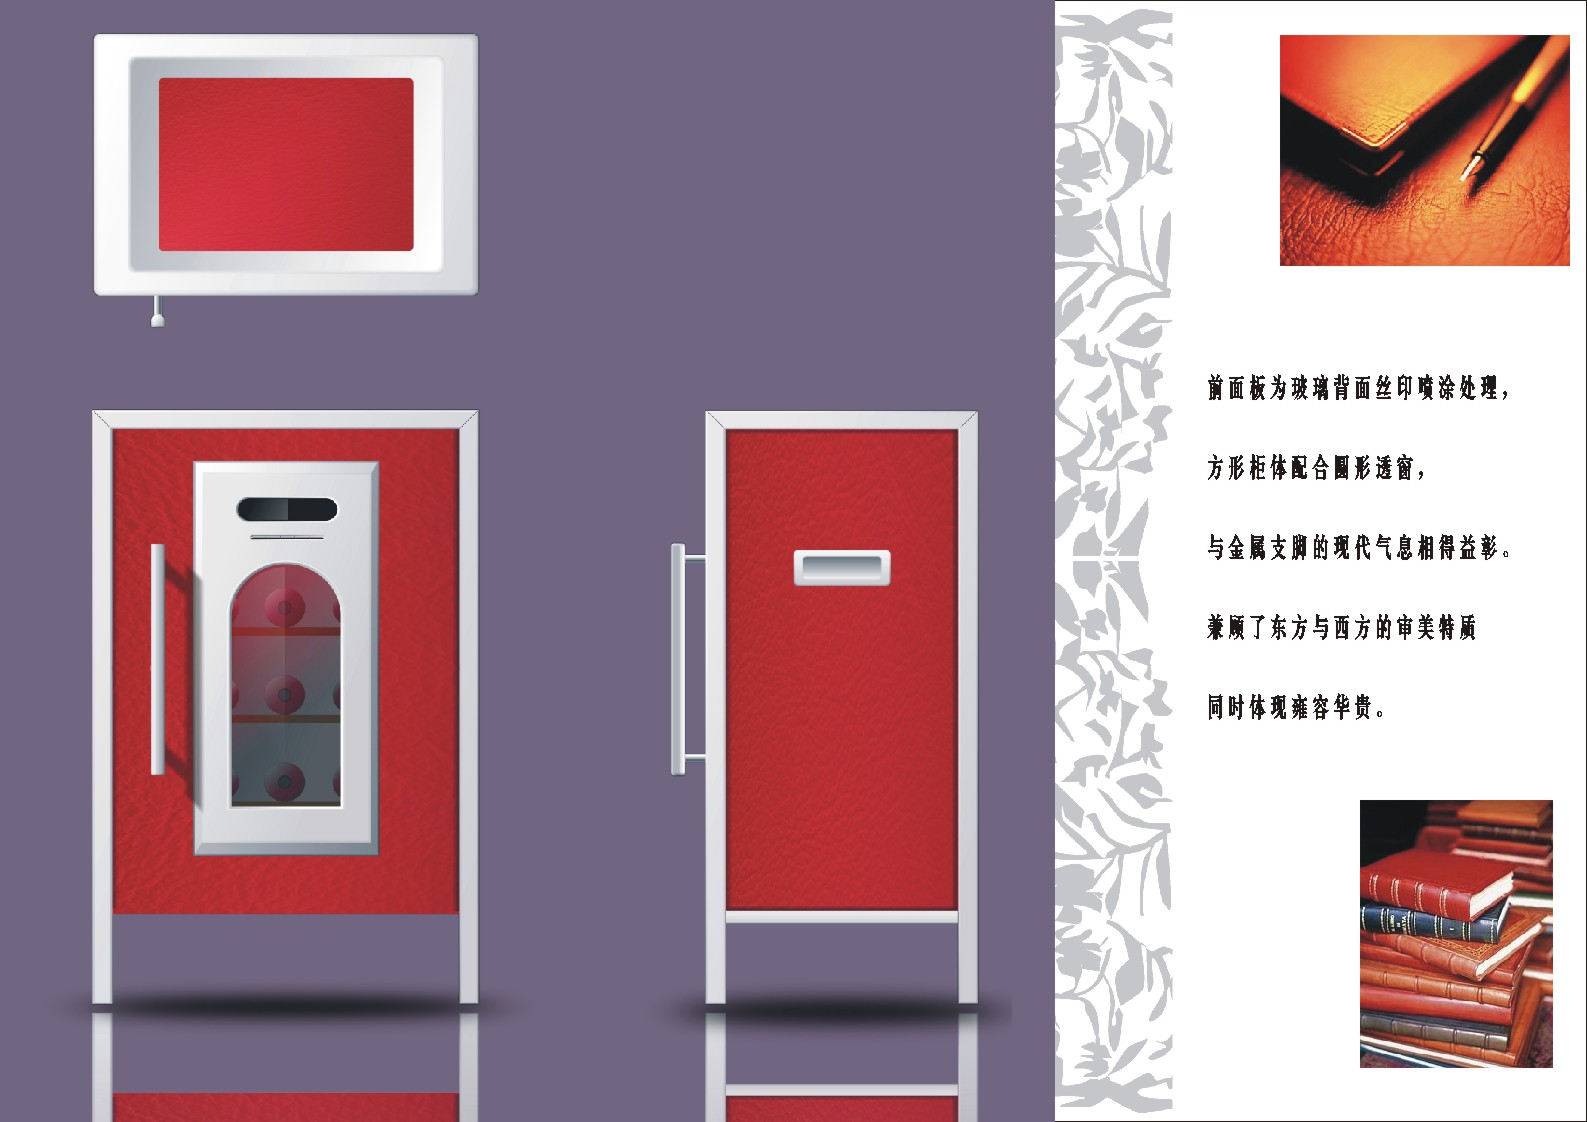 前面板为玻璃背面丝印喷涂处理，
方形柜体配合圆形透窗，
与金属支脚的现代气息相得益彰。
兼顾了东方与西方的审美特质
同时体现雍容华贵。